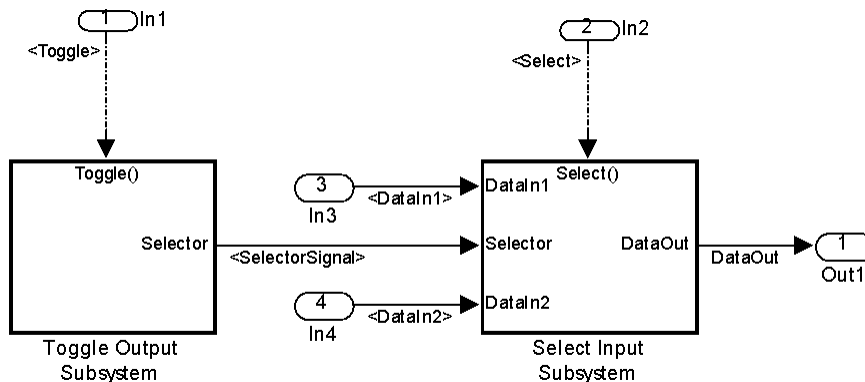 1
In1
<Toggle>
2
In2
<Select>
Toggle()
Select()
3
In3
<DataIn1>
DataIn1
Selector
<SelectorSignal>
Selector
DataOut
DataOut
1
Out1
4
In4
<DataIn2>
DataIn2
Toggle Output
Subsystem
Select Input
Subsystem